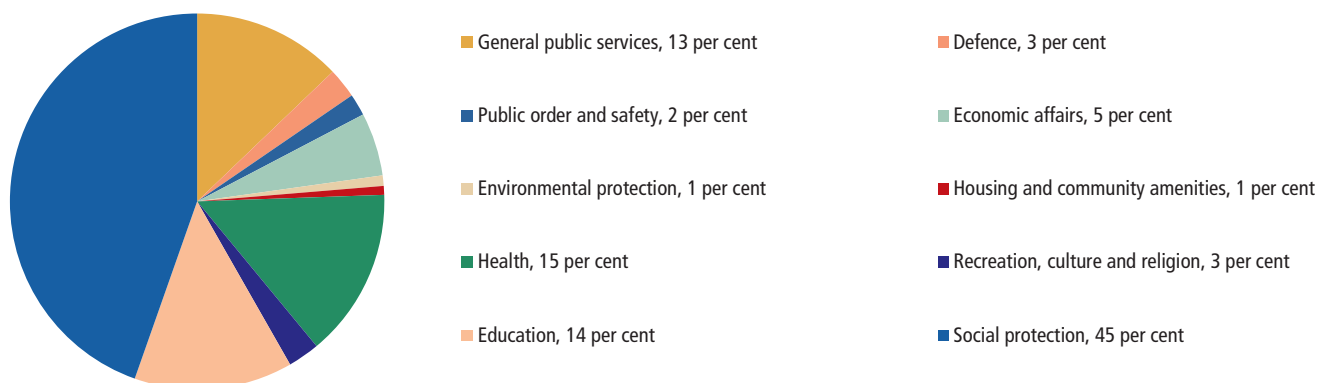 General public services, 13 per cent
Defence, 3 per cent
Public order and safety, 2 per cent
Economic affairs, 5 per cent
Environmental protection, 1 per cent
Housing and community amenities, 1 per cent
Health, 15 per cent
Recreation, culture and religion, 3 per cent
Education, 14 per cent
Social protection, 45 per cent